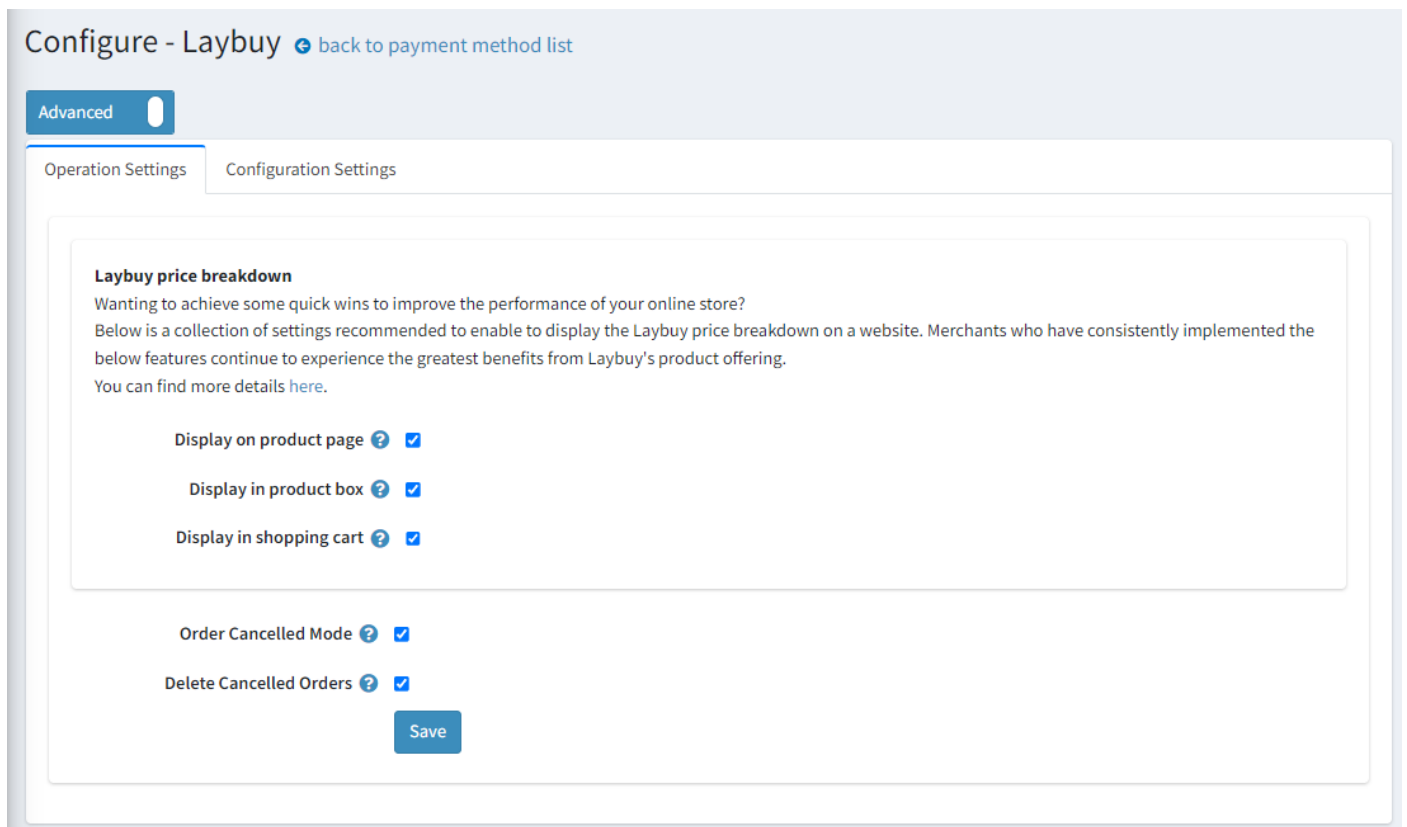 Configure - Laybuy back to payment method list
Advanced
Operation Settings Configuration Settings
Laybuy price breakdown
Wanting to achieve some quick wins to improve the performance of your online store?
Below is a collection of settings recommended to enable to display the Laybuy price breakdown on a website. Merchants who have consistently implemented the
below features continue to experience the greatest benefits from Laybuy's product offering.
You can find more details here.
Display on product page ?
Display in product box ?
Display in shopping cart ?
Order Cancelled Mode ?
Delete Cancelled Orders ?
Save